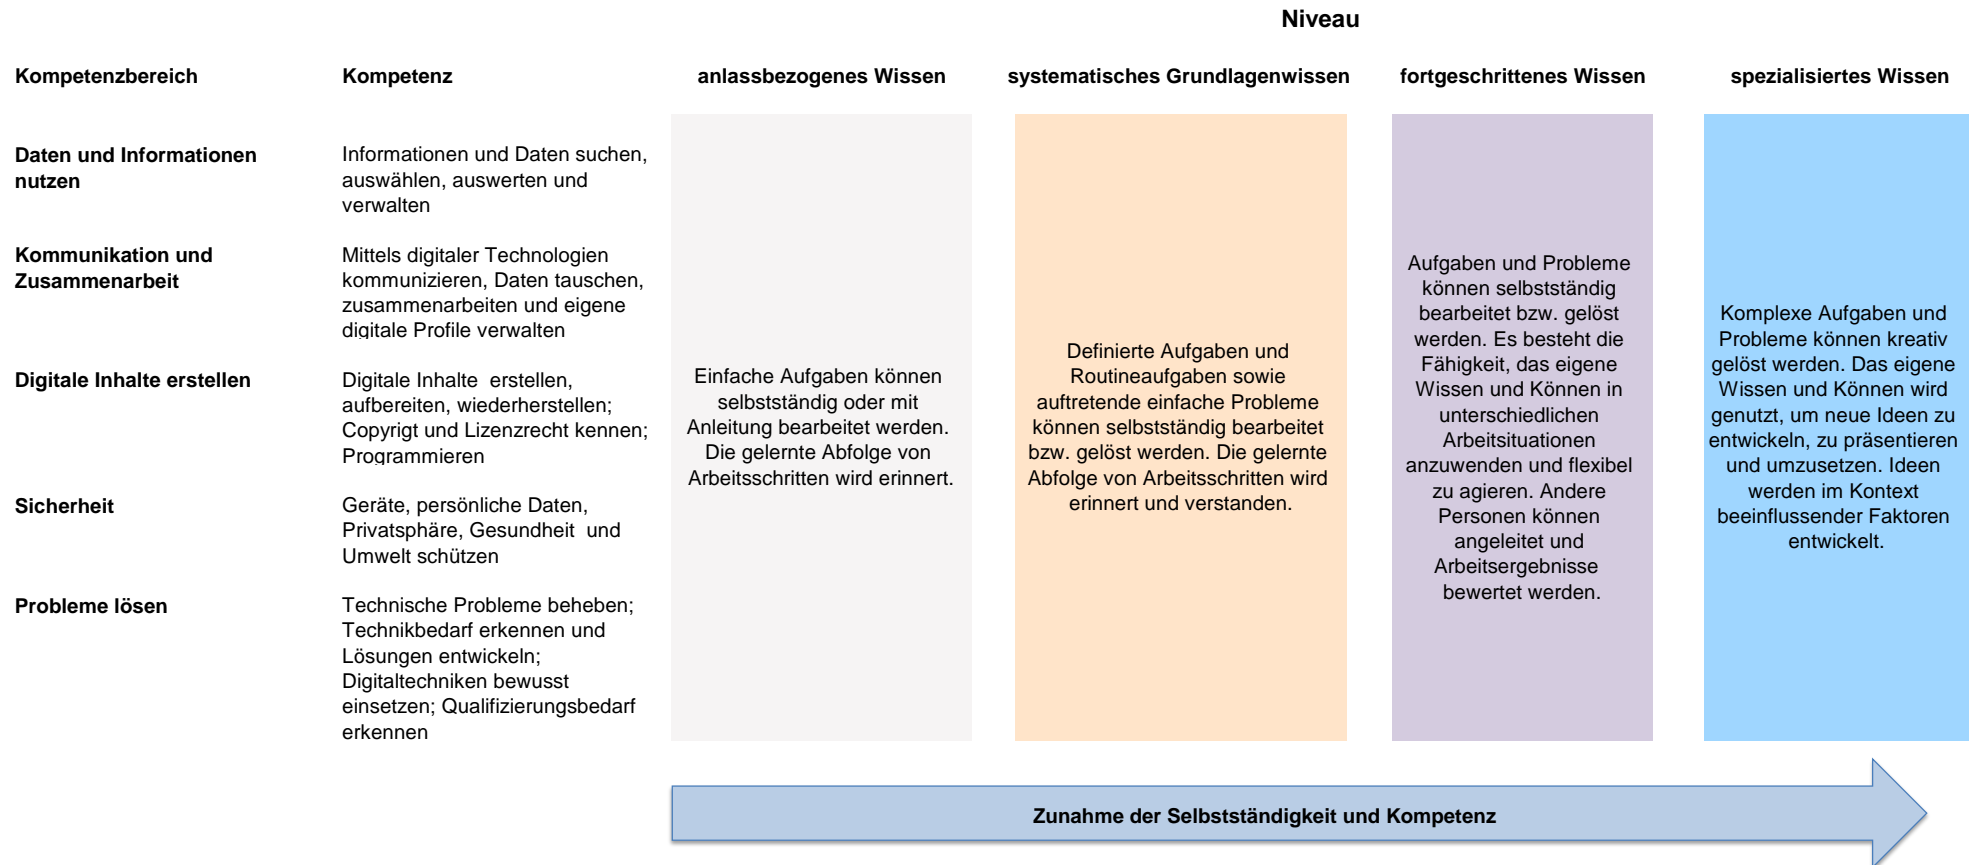 Niveau
Kompetenzbereich
Kompetenz
anlassbezogenes Wissen
systematisches Grundlagenwissen
fortgeschrittenes Wissen
spezialisiertes Wissen
Daten und Informationen
nutzen
Informationen und Daten suchen,
auswählen, auswerten und
verwalten
Kommunikation und
Zusammenarbeit
Mittels digitaler Technologien
kommunizieren, Daten tauschen,
zusammenarbeiten und eigene
digitale Profile verwalten
Digitale Inhalte erstellen
Digitale Inhalte  erstellen,
aufbereiten, wiederherstellen;
Copyrigt und Lizenzrecht kennen;
Programmieren
Sicherheit
Geräte, persönliche Daten,
Privatsphäre, Gesundheit  und
Umwelt schützen
Probleme lösen
Technische Probleme beheben;
Technikbedarf erkennen und
Lösungen entwickeln;
Digitaltechniken bewusst
einsetzen; Qualifizierungsbedarf
erkennen
Einfache Aufgaben können
selbstständig oder mit
Anleitung bearbeitet werden.
Die gelernte Abfolge von
Arbeitsschritten wird erinnert.
Definierte Aufgaben und
Routineaufgaben sowie
auftretende einfache Probleme
können selbstständig bearbeitet
bzw. gelöst werden. Die gelernte
Abfolge von Arbeitsschritten wird
erinnert und verstanden.
Aufgaben und Probleme
können selbstständig
bearbeitet bzw. gelöst
werden. Es besteht die
Fähigkeit, das eigene
Wissen und Können in
unterschiedlichen
Arbeitsituationen
anzuwenden und flexibel
zu agieren. Andere
Personen können
angeleitet und
Arbeitsergebnisse
bewertet werden.
Komplexe Aufgaben und
Probleme können kreativ
gelöst werden. Das eigene
Wissen und Können wird
genutzt, um neue Ideen zu
entwickeln, zu präsentieren
und umzusetzen. Ideen
werden im Kontext
beeinflussender Faktoren
entwickelt.
Zunahme der Selbstständigkeit und Kompetenz